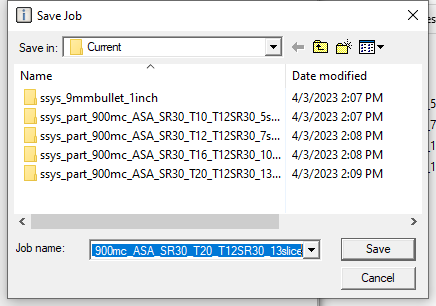 Save Job
Save in: Current
Name Date modified
ssys_9mmbullet_1inch 4/3/2023 2:07 PM
ssys_part_900mc_ASA_SR30_T10_T12SR30_5s... 4/3/2023 2:07 PM
ssys_part_900mc_ASA_SR30_T12_T12SR30_7s... 4/3/2023 2:08 PM
ssys_part_900mc_ASA_SR30_T16_T12SR30_10... 4/3/2023 2:08 PM
ssys_part_900mc_ASA_SR30_T20_T12SR30_13... 4/3/2023 2:09 PM
Job name: 900mc_ASA_SR30_T20_T12SR30_13slice Save
Cancel